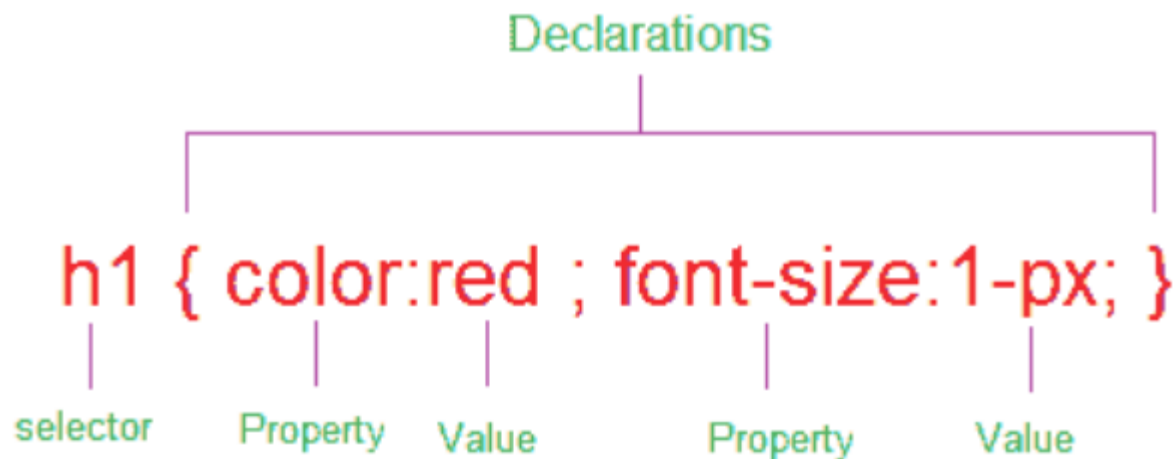 Declarations
h1 { color:red ; font-size:1-px; }
selector Property Value Property Value